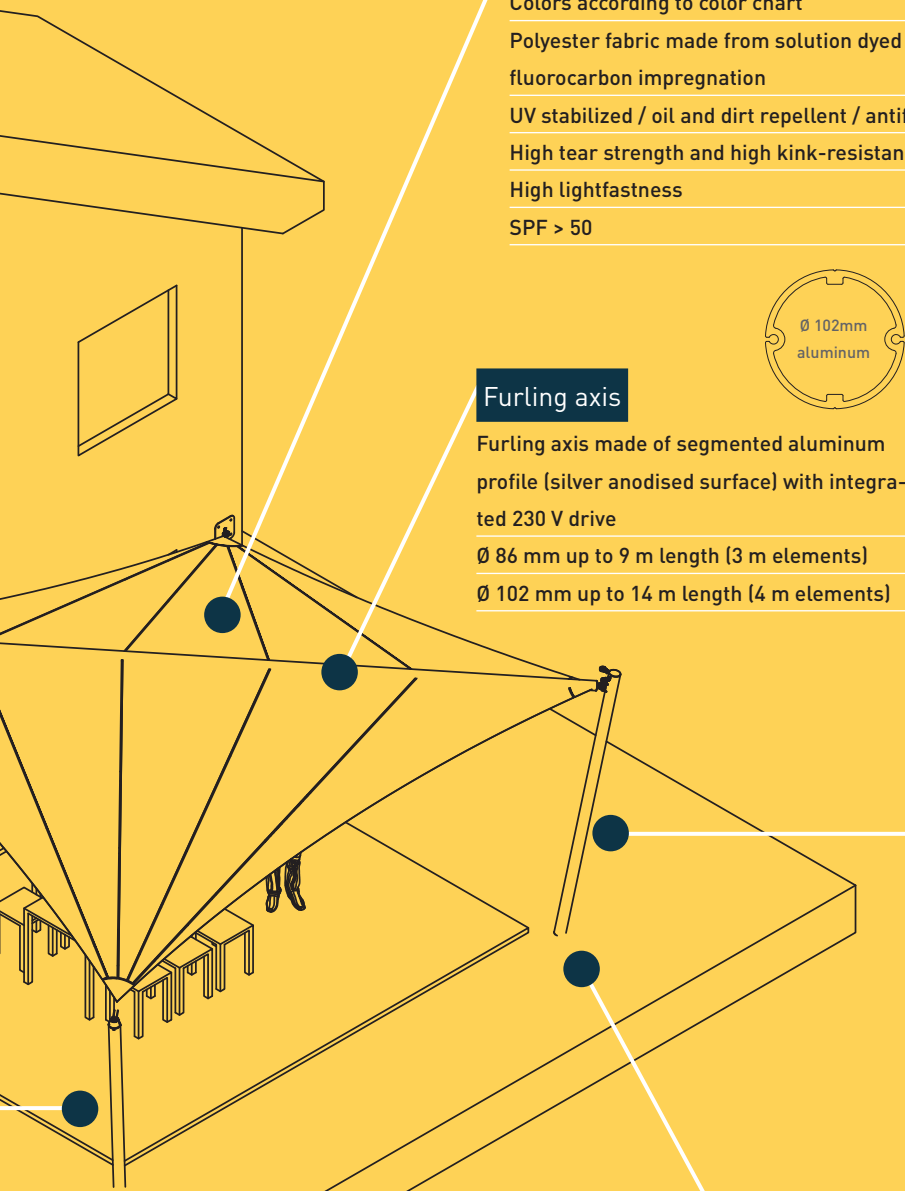 Colors according to color chart
Polyester fabric made from solution dyed
fluorocarbon impregnation
UV stabilized / oil and dirt repellent /
High tear strength and high
High lightfastness
SPF > 50
Ø 102mm
aluminum
Furling axis
Furling axis made of segmented aluminum
profile (silver anodised surface) with integra-
ted 230 V drive
Ø 86 mm up to 9 m length (3 m elements)
Ø 102 mm up to 14 m length (4 m elements)